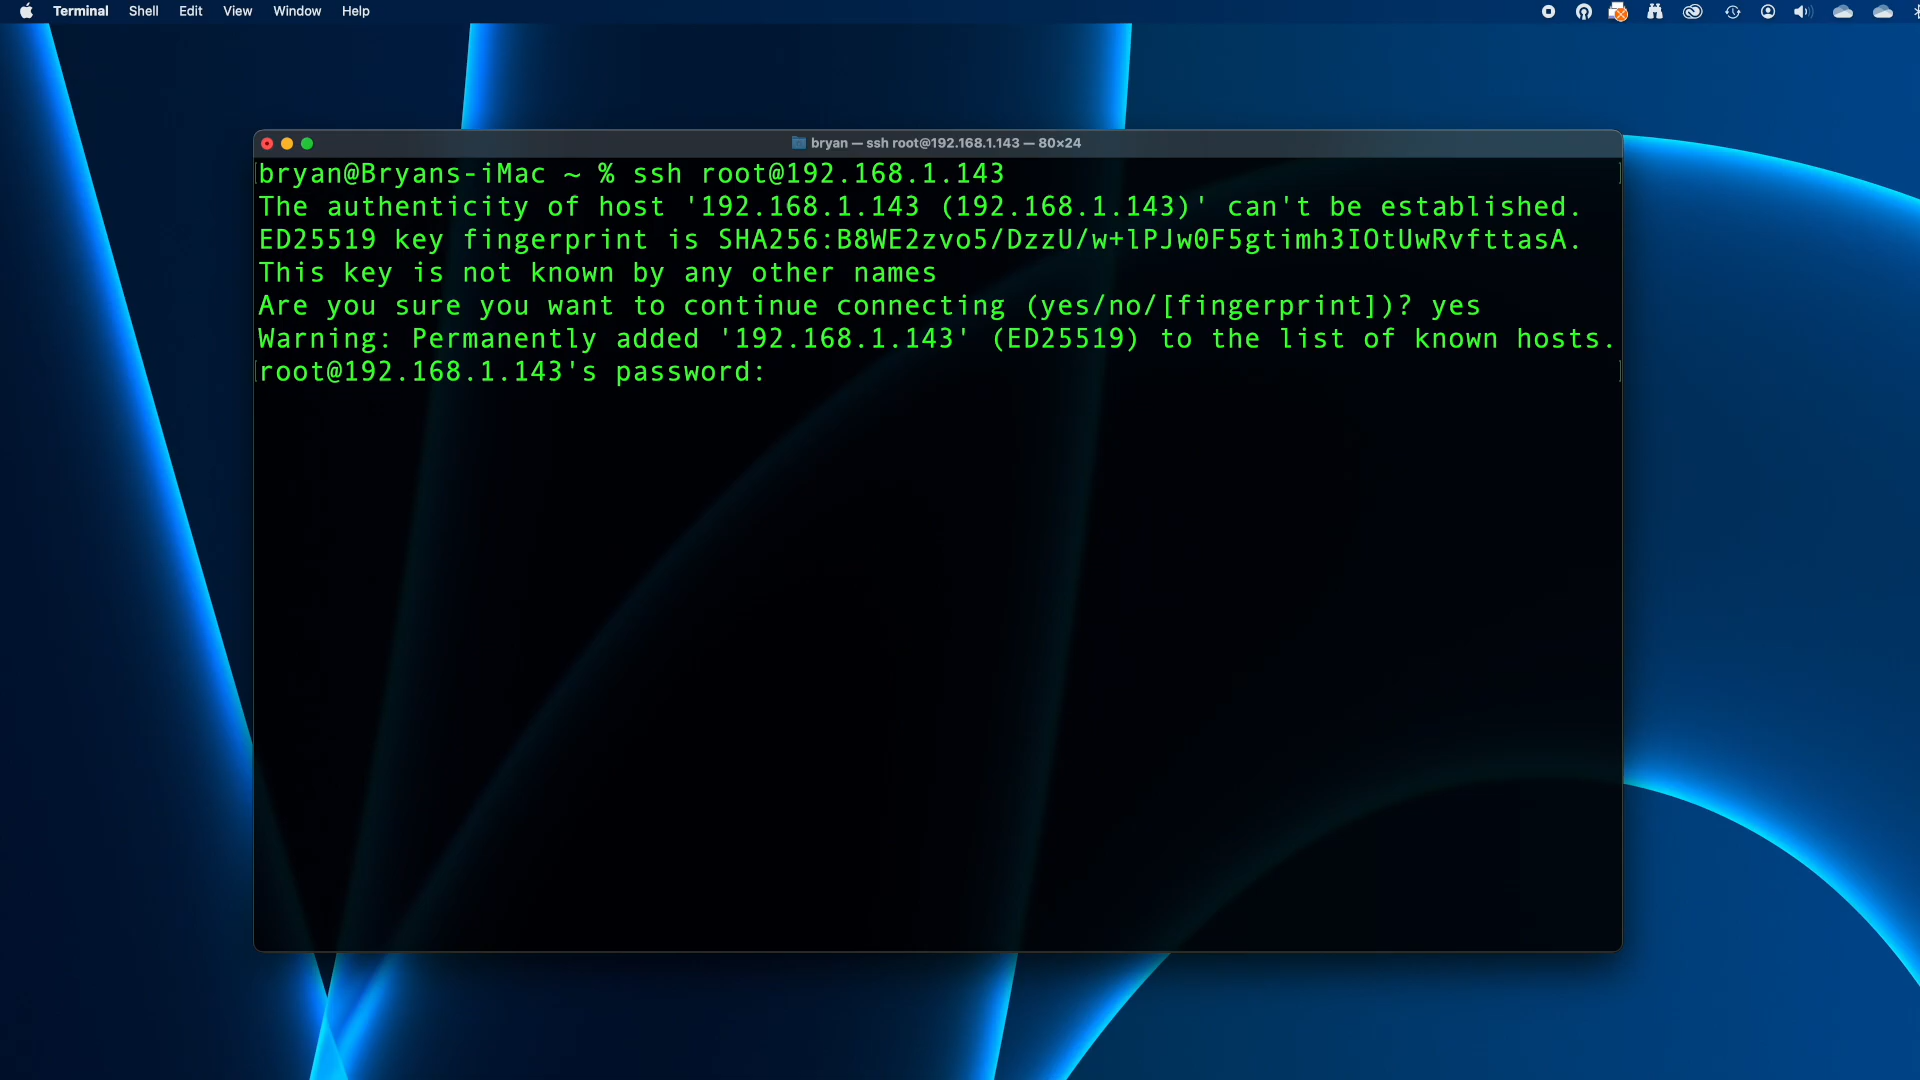 Terminal Shell Edit View Window Help
bryan — ssh root@192.168.1.143 — 80×24
bryan@Bryans-iMac ~ % ssh root@192.168.1.143
The authenticity of host '192.168.1.143 (192.168.1.143)' can't be established.
ED25519 key fingerprint is SHA256:B8WE2zvo5/DzzU/w+lPJw0F5gtimh3IOtUwRvfttasA.
This key is not known by any other names
Are you sure you want to continue connecting (yes/no/[fingerprint])? yes
Warning: Permanently added '192.168.1.143' (ED25519) to the list of known hosts.
root@192.168.1.143's password: